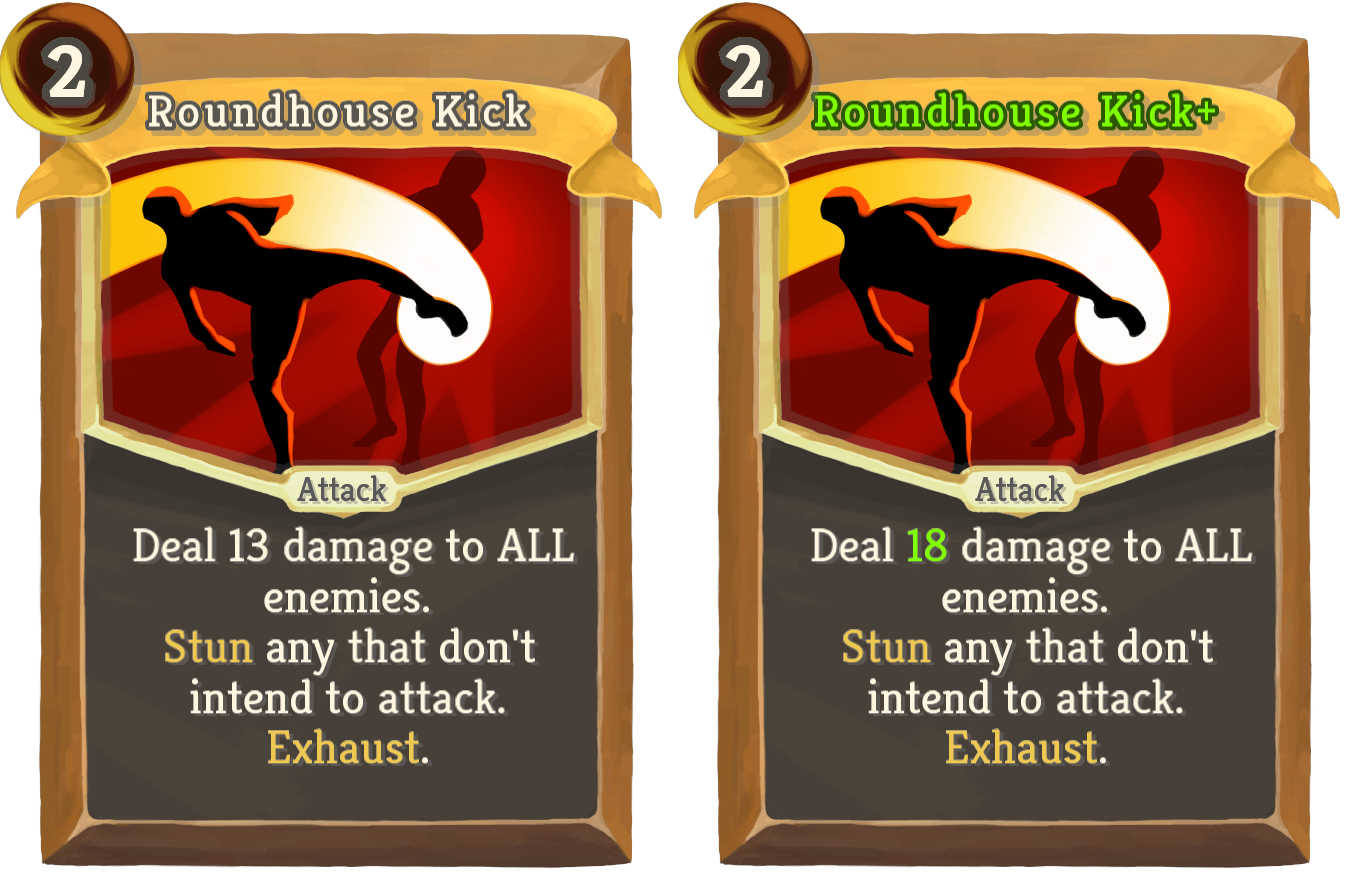 2
Roundhouse Kick
Attack
Deal 13 damage to ALL
enemies.
Stun any that don't
intend to attack.
Exhaust.
2
Roundhouse Kick+
Attack
Deal 18 damage to ALL
enemies.
Stun any that don't
intend to attack.
Exhaust.